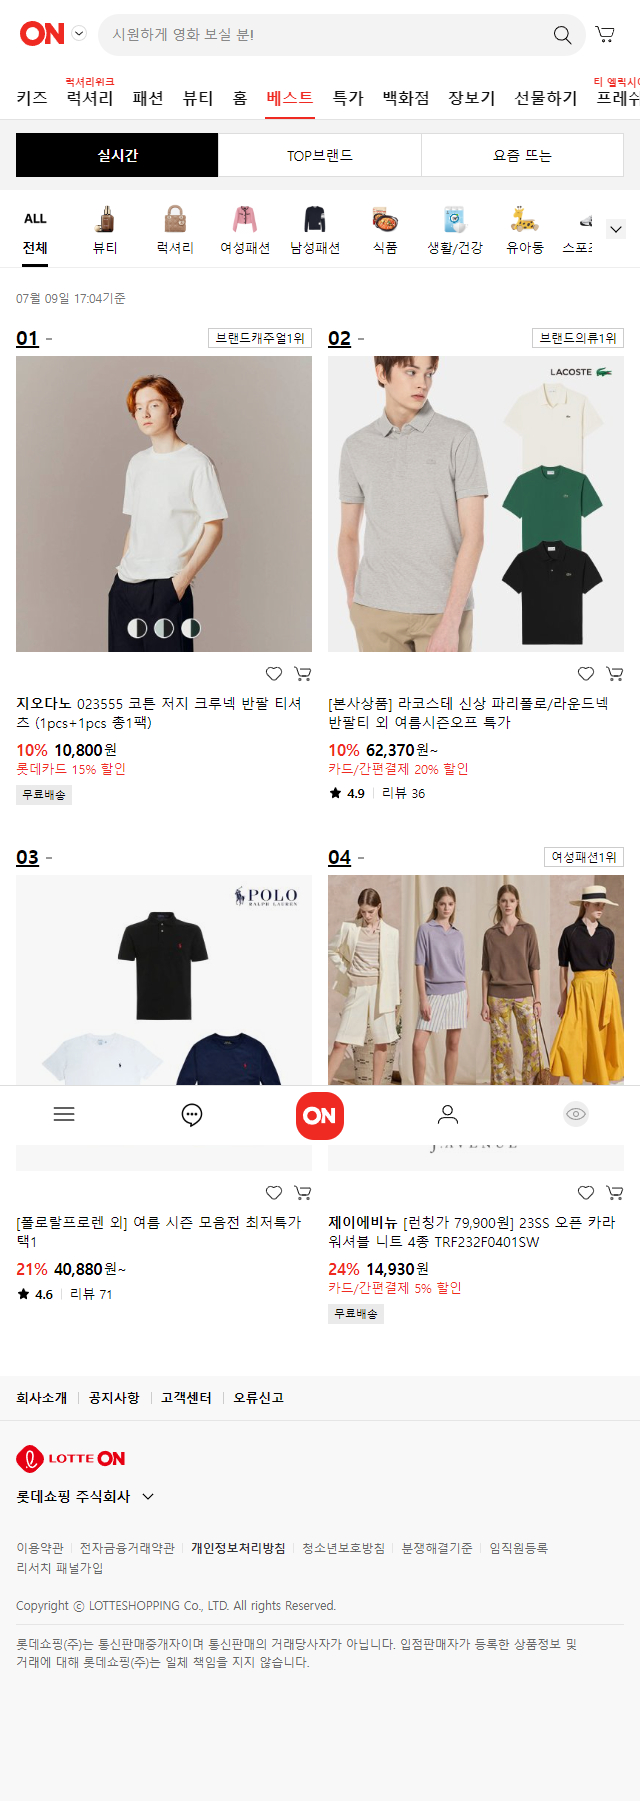 ON
시원하게 영화 보실 분!
럭셔리위크
키즈 럭셔리 패션 뷰티 홈 베스트 특가 백화점 장보기 선물하기
실시간 TOP브랜드 요즘 뜨는
ALL
전체 뷰티 럭셔리 여성패션 남성패션 식품 생활/건강 유아동
07월 09일 17:04기준
01 - 브랜드캐주얼1위
02 - 브랜드의류1위
LACOSTE
지오다노 023555 코튼 저지 크루넥 반팔 티셔
츠 (1pcs+1pcs 총1팩)
10% 10,800원
롯데카드 15% 할인
무료배송
[본사상품] 라코스테 신상 파리폴로/라운드넥
반팔티 외 여름시즌오프 특가
10% 62,370원~
카드/간편결제 20% 할인
4.9 리뷰 36
03 -
04 - 여성패션1위
POLO
RALPH LAUREN
ON
J.AVENUE
[폴로랄프로렌 외] 여름 시즌 모음전 최저특가
택1
21% 40,880원~
4.6 리뷰 71
제이에비뉴 [런칭가 79,900원] 23SS 오픈 카라
워셔블 니트 4종 TRF232F0401SW
24% 14,930원
카드/간편결제 5% 할인
무료배송
회사소개 공지사항 고객센터 오류신고
LOTTE ON
롯데쇼핑 주식회사
이용약관 전자금융거래약관 개인정보처리방침 청소년보호방침 분쟁해결기준 임직원등록
리서치 패널가입
Copyright ⓒ LOTTESHOPPING Co., LTD. All rights Reserved.
롯데쇼핑(주)는 통신판매중개자이며 통신판매의 거래당사자가 아닙니다. 입점판매자가 등록한 상품정보 및
거래에 대해 롯데쇼핑(주)는 일체 책임을 지지 않습니다.